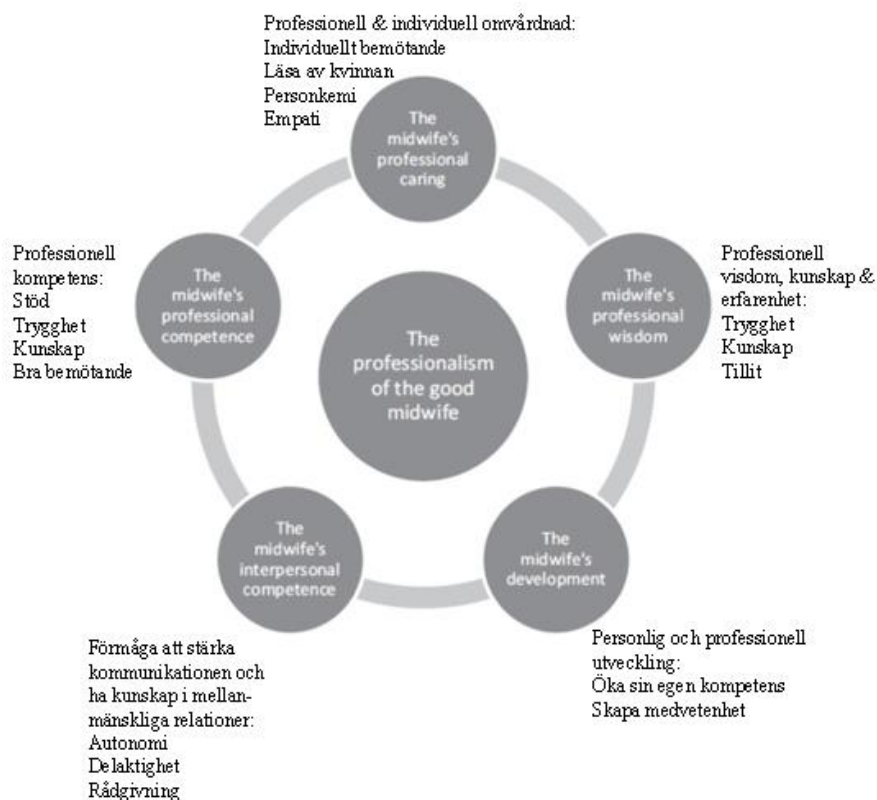 Professionell & individuell omvårdnad:
Individuellt bemötande
Läsa av kvinnan
Personkemi
Empati
The
midwife's
professional
caring
Professionell
kompetens:
Stöd
Trygghet
Kunskap
Bra bemötande
The
midwife's
professional
competence
The
midwife's
professional
wisdom
Professionell
visdom, kunskap &
erfarenhet:
Trygghet
Kunskap
Tillit
The
professionalism
of the good
midwife
The
midwife's
interpersonal
competence
The
midwife's
development
Förmåga att stärka
kommunikationen och
ha kunskap i mellan-
mänskliga relationer:
Autonomi
Delaktighet
Rådgivning
Personlig och professionell
utveckling:
Öka sin egen kompetens
Skapa medvetenhet